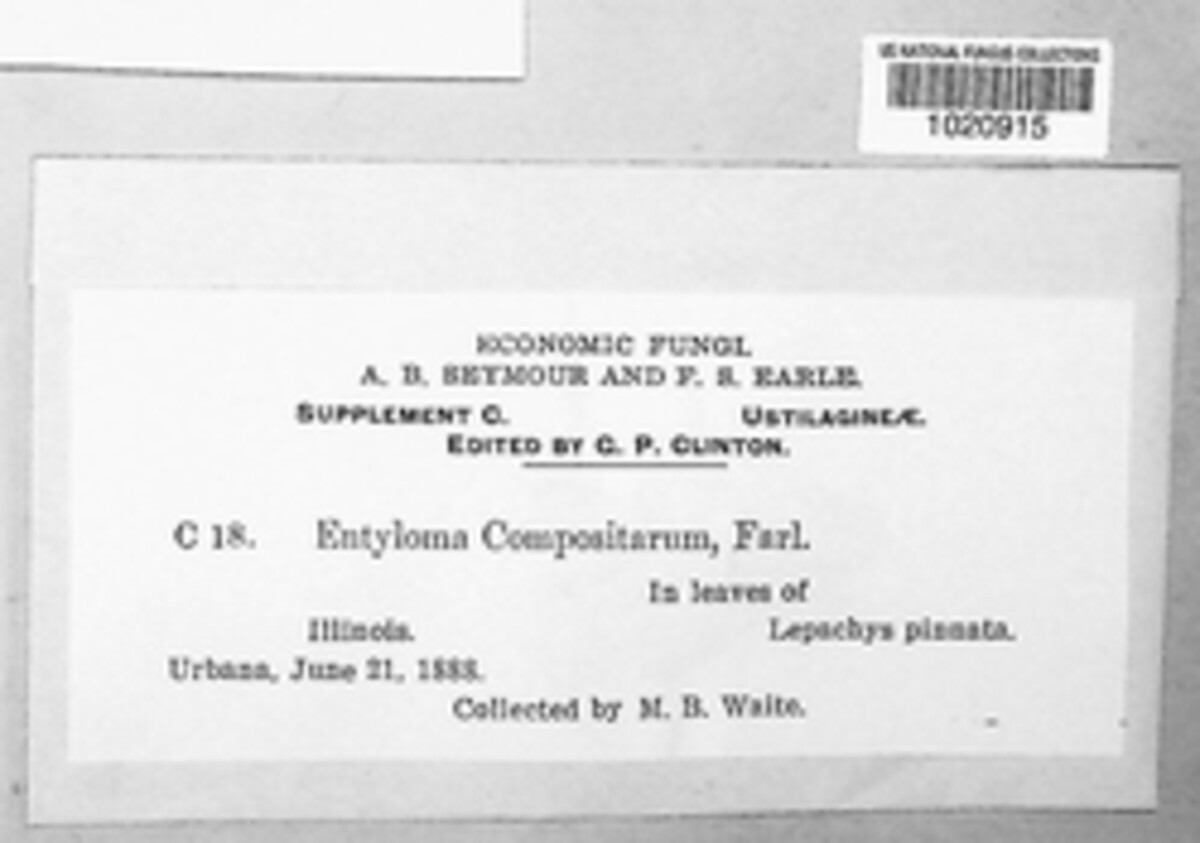 US NATIONAL FUNGUS COLLECTIONS
1020915
ECONOMIC FUNGI.
A. B. SEYMOUR AND F. S. EARLE.
SUPPLEMENT C. USTILAGINEÆ.
EDITED BY G. P. CLINTON.
C 18. Entyloma Compositarum, Farl.
In leaves of
Illinois. Lepachys pinnata.
Urbana, June 21, 1888.
Collected by M. B. Waite.